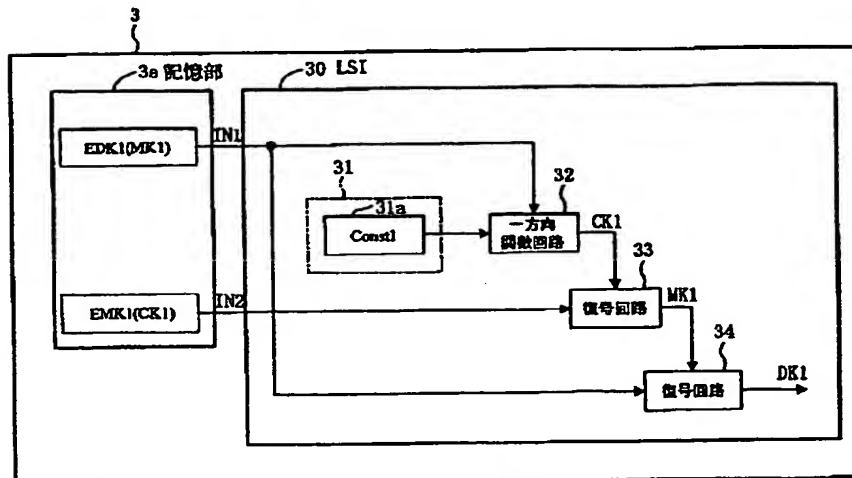 3
3a 記憶部
30 LSI
EDK1(MK1)
IN1
31
31a
Const1
32
一方向
関数回路
CK1
33
EMK1(CK1)
IN2
復号回路
MK1
34
復号回路
DK1